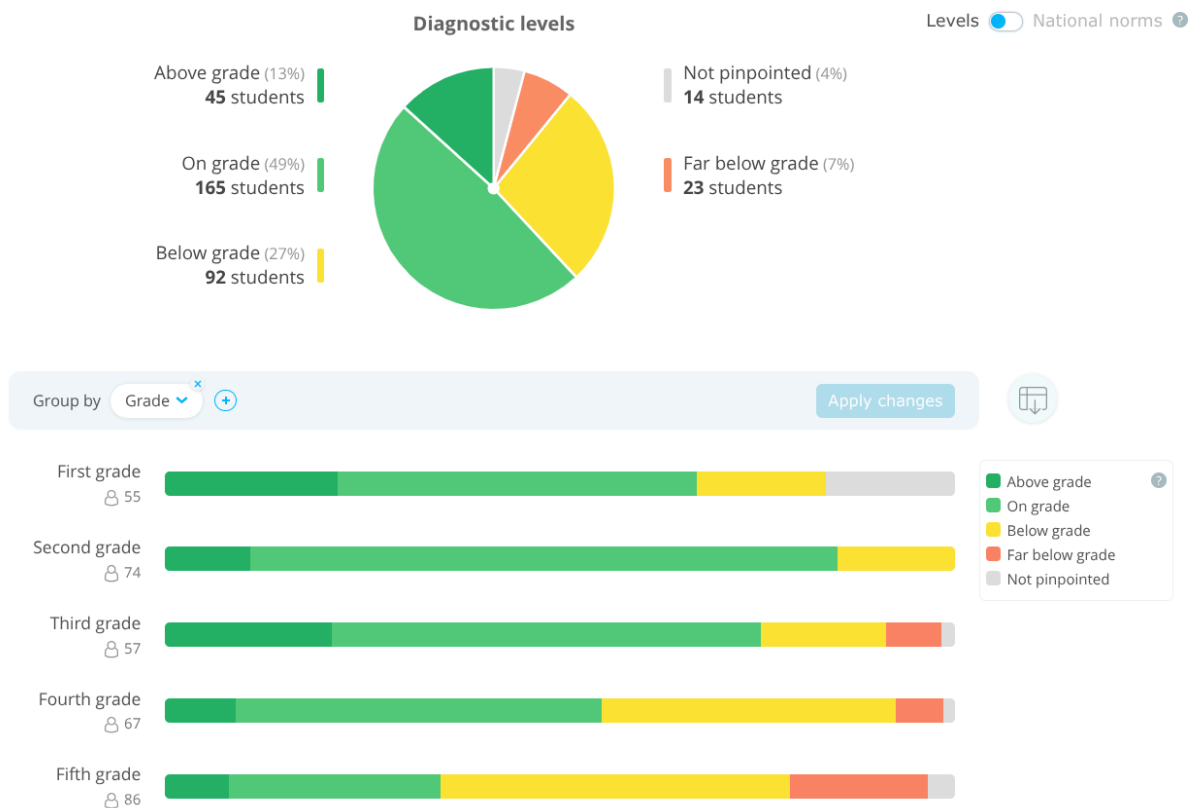 Diagnostic levels
Levels National norms ?
Above grade (13%)
45 students
On grade (49%)
165 students
Below grade (27%)
92 students
Not pinpointed (4%)
14 students
Far below grade (7%)
23 students
Group by Grade × + Apply changes
First grade
55
Second grade
74
Third grade
57
Fourth grade
67
Fifth grade
86
Above grade ?
On grade
Below grade
Far below grade
Not pinpointed